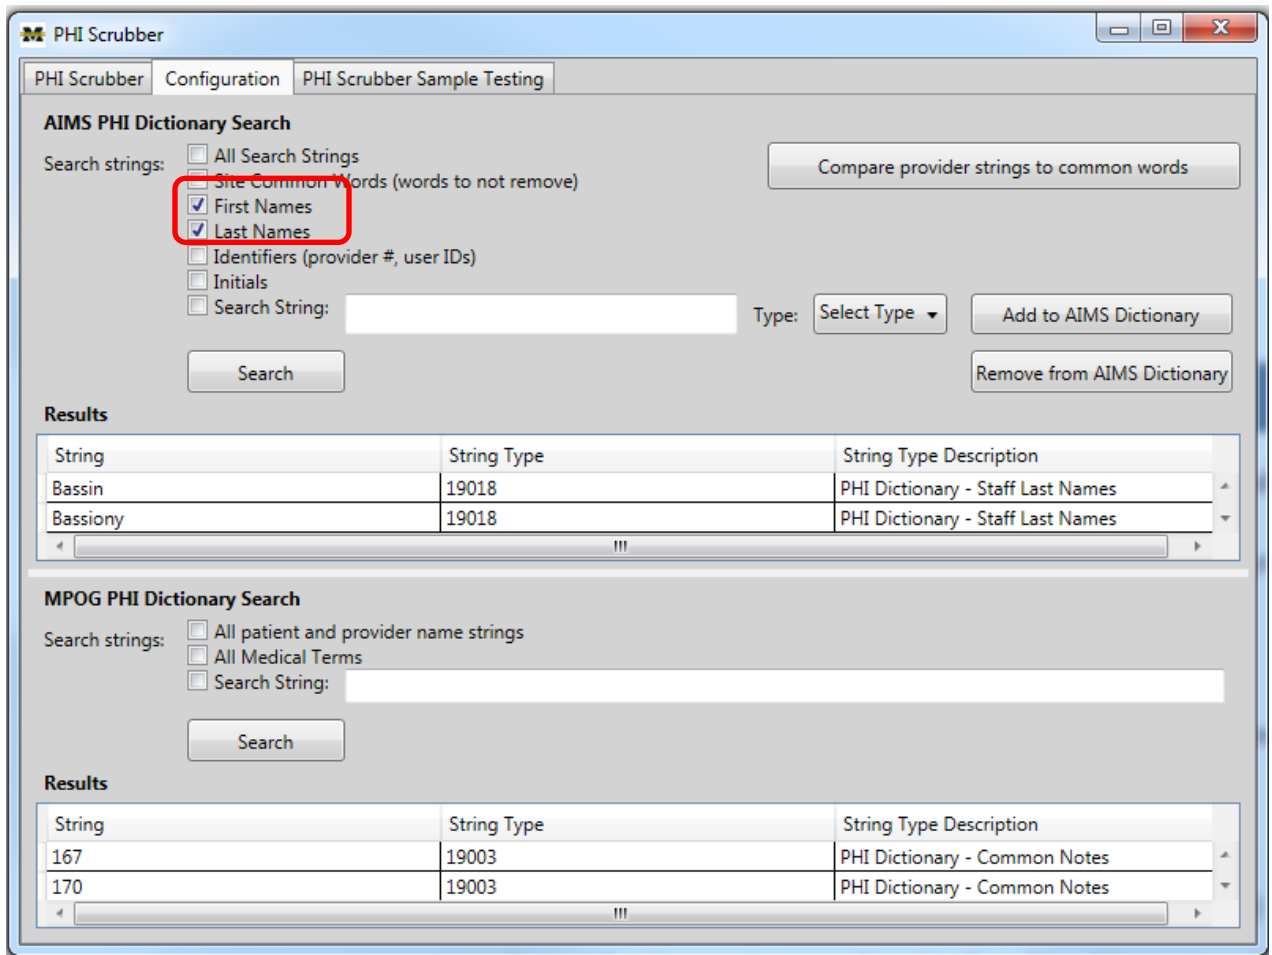 PHI Scrubber
PHI Scrubber Configuration PHI Scrubber Sample Testing
AIMS PHI Dictionary Search
Search strings:
All Search Strings
Compare provider strings to common words
Site Common Words (words to not remove)
First Names
Last Names
Identifiers (provider #, user IDs)
Initials
Search String:
Type: Select Type Add to AIMS Dictionary
Search Remove from AIMS Dictionary
Results
String String Type String Type Description
Bassin 19018 PHI Dictionary - Staff Last Names
Bassiony 19018 PHI Dictionary - Staff Last Names
MPOG PHI Dictionary Search
Search strings:
All patient and provider name strings
All Medical Terms
Search String:
Search
Results
String String Type String Type Description
167 19003 PHI Dictionary - Common Notes
170 19003 PHI Dictionary - Common Notes